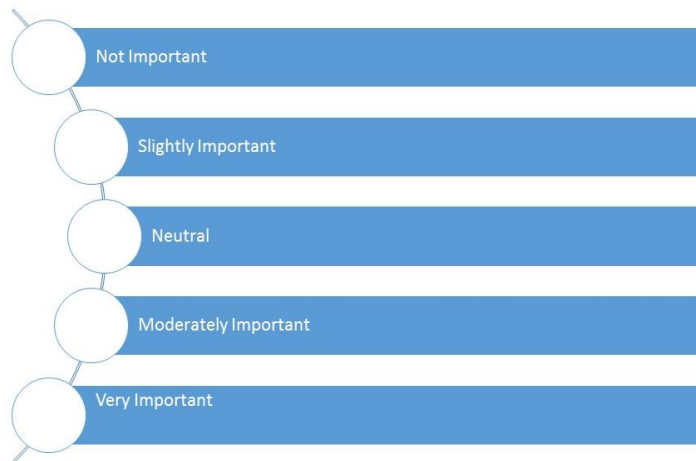 Not Important
Slightly Important
Neutral
Moderately Important
Very Important